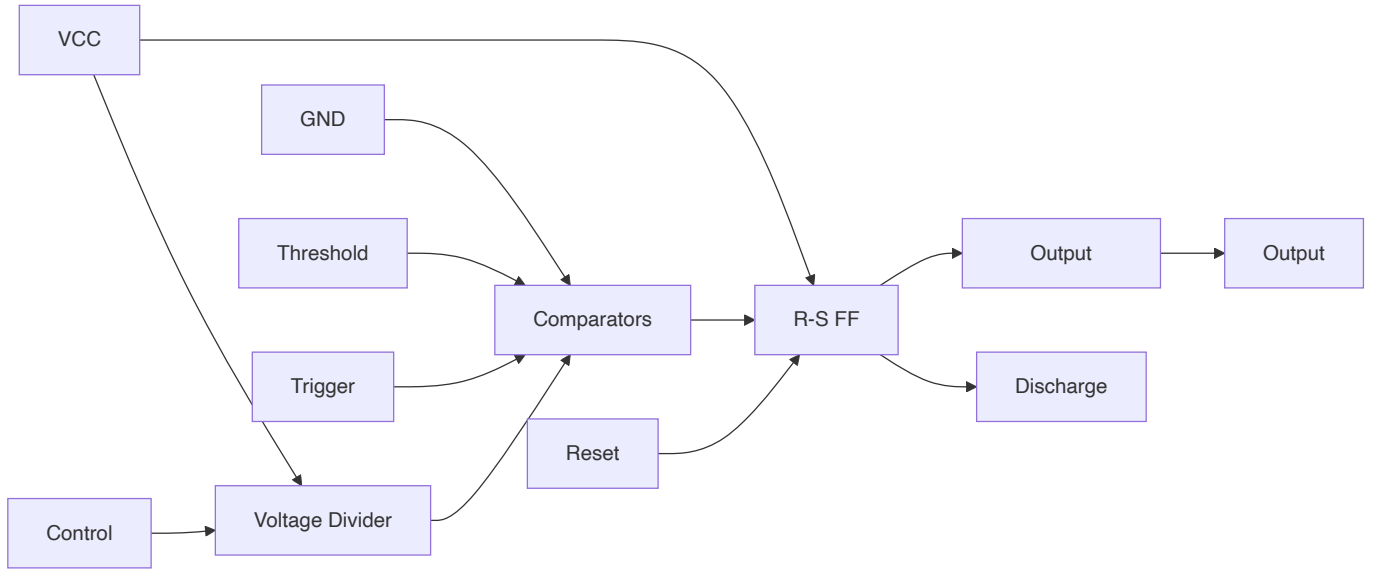 VCC
GND
Threshold
Output
Output
Comparators
R-S FF
Trigger
Discharge
Reset
Voltage Divider
Control